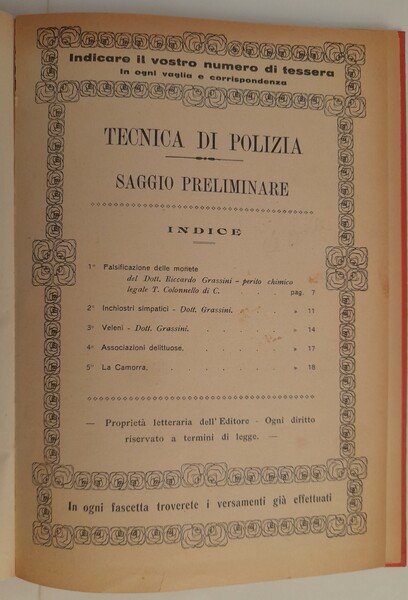 Indicare il vostro numero di tessera
In ogni vaglia e corrispondenza
TECNICA DI POLIZIA
SAGGIO PRELIMINARE
INDICE
1° Falsificazione delle monete
del Dott. Riccardo Grassini - perito chimico
legale T. Colonnello di C. pag. 7
2° Inchiostri simpatici - Dott. Grassini. . . . . » 11
3° Veleni - Dott. Grassini. . . . . . . » 14
4° Associazioni delittuose. . . . . . . » 17
5° La Camorra. . . . . . . . . » 18
— Proprietà letteraria dell'Editore - Ogni diritto
riservato a termini di legge. —
In ogni fascetta troverete i versamenti già effettuati